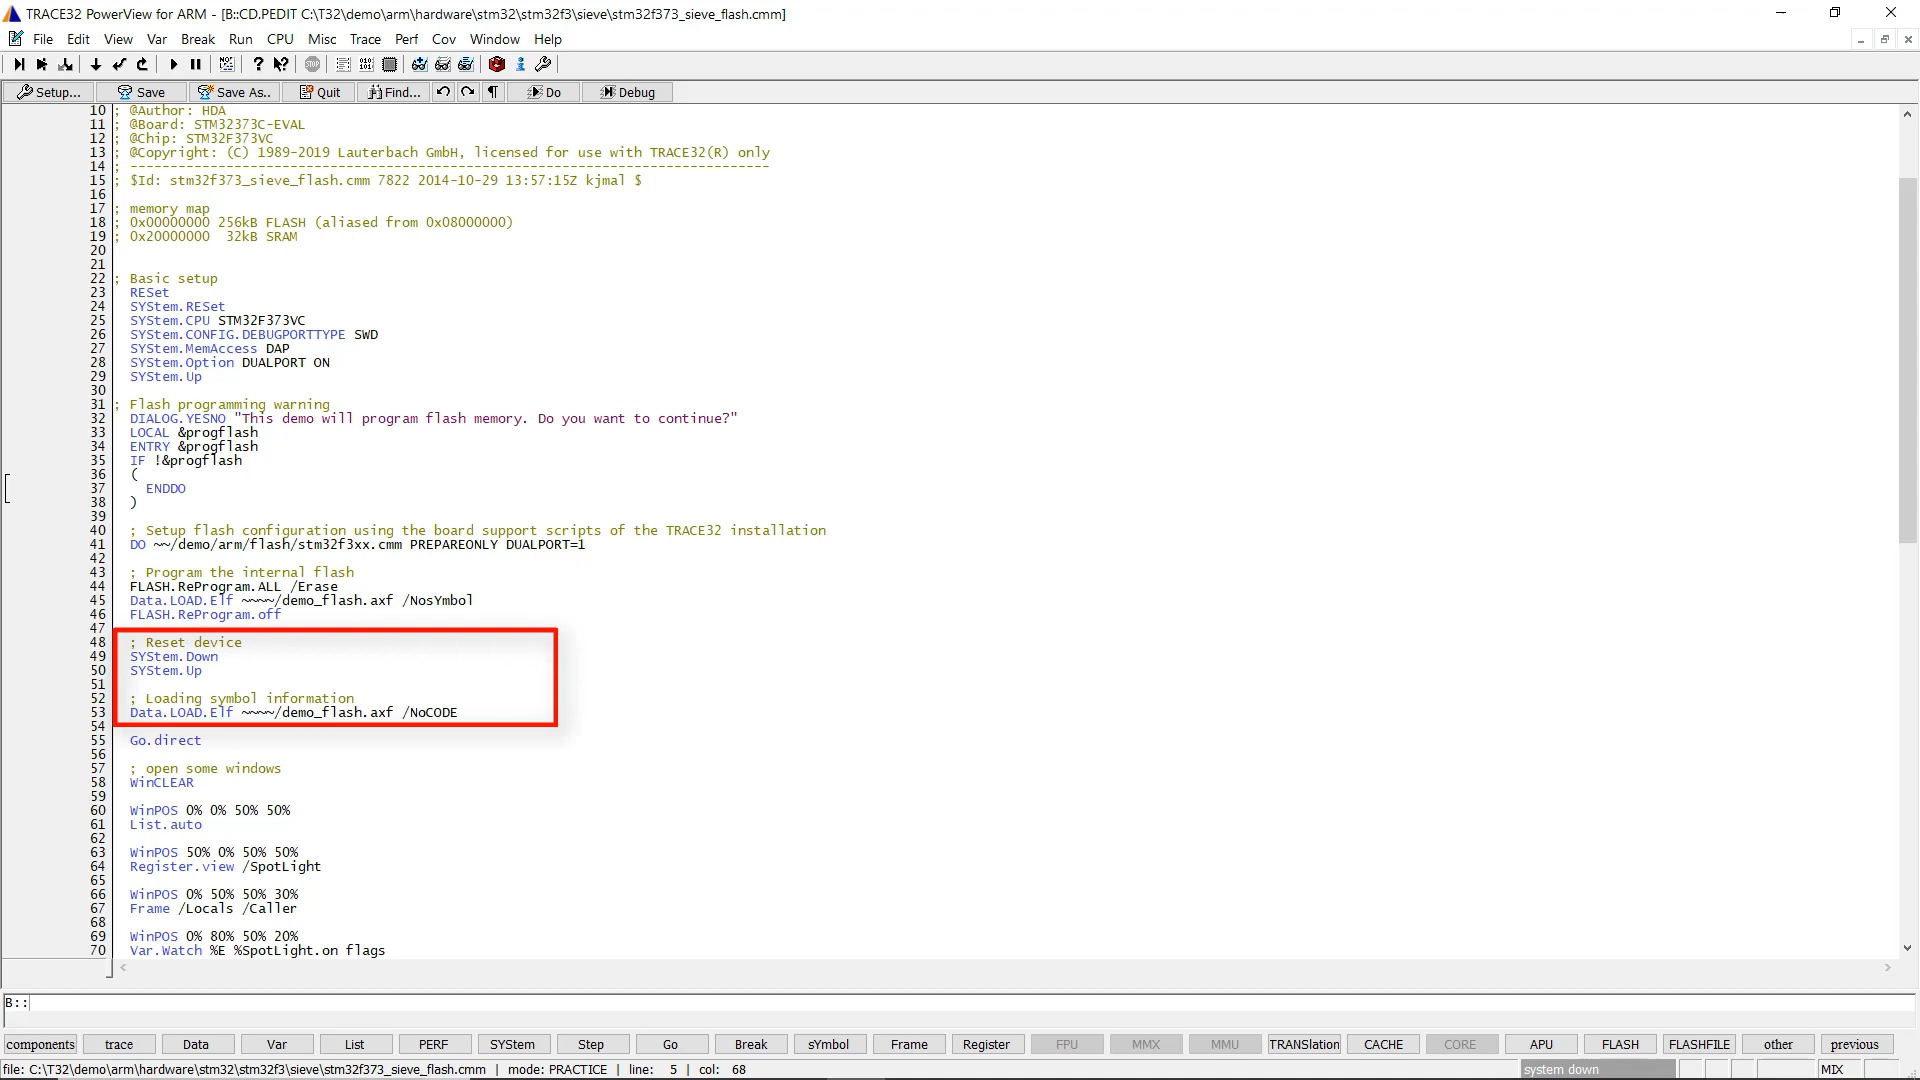 TRACE32 PowerView for ARM - [B::CD.PEDIT C:\T32\demo\arm\hardware\stm32\stm32f3\sieve\stm32f373_sieve_flash.cmm]
File Edit View Var Break Run CPU Misc Trace Perf Cov Window Help
Setup... Save Save As.. Quit Find... Do Debug
10 ; @Author: HDA
11 ; @Board: STM32373C-EVAL
12 ; @Chip: STM32F373VC
13 ; @Copyright: (C) 1989-2019 Lauterbach GmbH, licensed for use with TRACE32(R) only
14 ; --------------------------------------------------------------------------------
15 ; $Id: stm32f373_sieve_flash.cmm 7822 2014-10-29 13:57:15Z kjmal $
16
17 ; memory map
18 ; 0x00000000 256kB FLASH (aliased from 0x08000000)
19 ; 0x20000000  32kB SRAM
20
21
22 ; Basic setup
23 RESet
24 SYStem.RESet
25 SYStem.CPU STM32F373VC
26 SYStem.CONFIG.DEBUGPORTTYPE SWD
27 SYStem.MemAccess DAP
28 SYStem.Option DUALPORT ON
29 SYStem.Up
30
31 ; Flash programming warning
32 DIALOG.YESNO "This demo will program flash memory. Do you want to continue?"
33 LOCAL &progflash
34 ENTRY &progflash
35 IF !&progflash
36 (
37 ENDDO
38 )
39
40 ; Setup flash configuration using the board support scripts of the TRACE32 installation
41 DO ~~/demo/arm/flash/stm32f3xx.cmm PREPAREONLY DUALPORT=1
42
43 ; Program the internal flash
44 FLASH.ReProgram.ALL /Erase
45 Data.LOAD.Elf ~~~~/demo_flash.axf /NosYmbol
46 FLASH.ReProgram.off
47
48 ; Reset device
49 SYStem.Down
50 SYStem.Up
51
52 ; Loading symbol information
53 Data.LOAD.Elf ~~~~/demo_flash.axf /NoCODE
54
55 Go.direct
56
57 ; open some windows
58 WinCLEAR
59
60 WinPOS 0% 0% 50% 50%
61 List.auto
62
63 WinPOS 50% 0% 50% 50%
64 Register.view /SpotLight
65
66 WinPOS 0% 50% 50% 30%
67 Frame /Locals /Caller
68
69 WinPOS 0% 80% 50% 20%
70 Var.Watch %E %SpotLight.on flags
B::
components trace Data Var List PERF SYStem Step Go Break sYmbol Frame Register FPU MMX MMU TRANSlation CACHE CORE APU FLASH FLASHFILE other previous
file: C:\T32\demo\arm\hardware\stm32\stm32f3\sieve\stm32f373_sieve_flash.cmm | mode: PRACTICE | line: 5 | col: 68 system down MIX